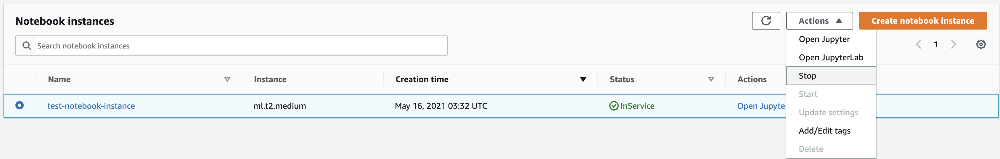 Notebook instances
Actions
Create notebook instance
Search notebook instances
1
Open Jupyter
Open JupyterLab
Stop
Start
Update settings
Add/Edit tags
Delete
Name Instance Creation time Status Actions
test-notebook-instance ml.t2.medium May 16, 2021 03:32 UTC InService Open Jupyter